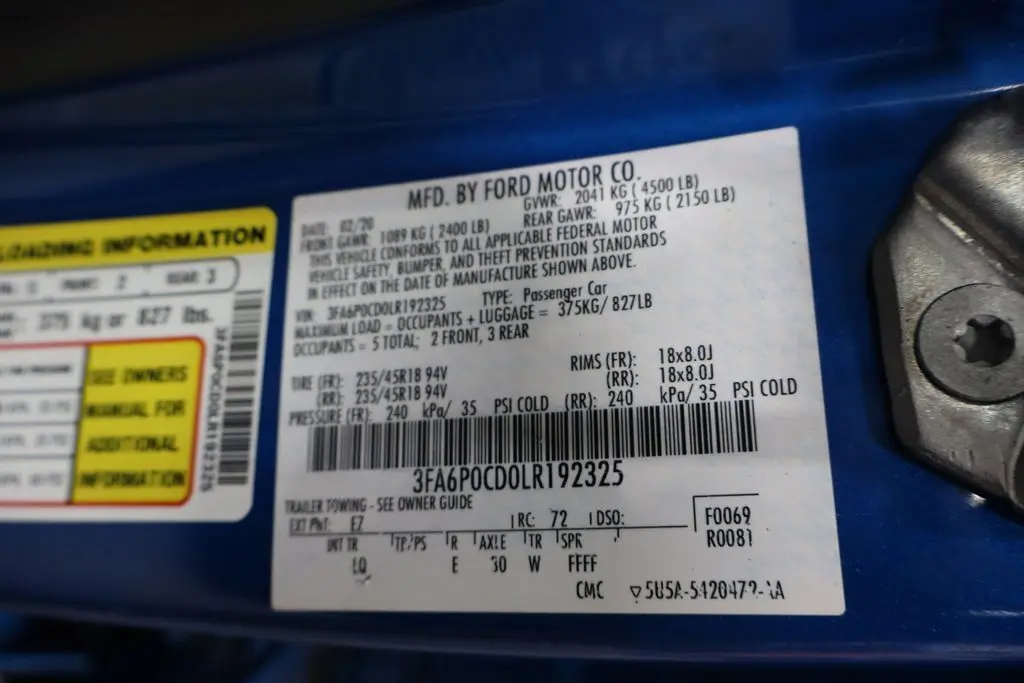 LOADING INFORMATION
FRONT 2 REAR 3
375 kg or 827 lbs.
SEE OWNERS
MANUAL FOR
ADDITIONAL
INFORMATION
3FA6P0CD0LR192325
MFD. BY FORD MOTOR CO.
DATE: 02/20 GVWR: 2041 KG ( 4500 LB)
FRONT GAWR: 1089 KG ( 2400 LB) REAR GAWR: 975 KG ( 2150 LB)
THIS VEHICLE CONFORMS TO ALL APPLICABLE FEDERAL MOTOR
VEHICLE SAFETY, BUMPER, AND THEFT PREVENTION STANDARDS
IN EFFECT ON THE DATE OF MANUFACTURE SHOWN ABOVE.
VIN: 3FA6P0CD0LR192325 TYPE: Passenger Car
MAXIMUM LOAD = OCCUPANTS + LUGGAGE = 375KG/ 827LB
OCCUPANTS = 5 TOTAL; 2 FRONT, 3 REAR
TIRE (FR): 235/45R18 94V RIMS (FR): 18x8.0J
(RR): 235/45R18 94V (RR): 18x8.0J
PRESSURE (FR): 240 kPa/ 35 PSI COLD (RR): 240 kPa/ 35 PSI COLD
3FA6P0CD0LR192325
TRAILER TOWING - SEE OWNER GUIDE
EXT PNT: E7 RC: 72 DSO: F0069
R0081
INT TR TP/PS R AXLE TR SPR
LQ E 30 W FFFF
CMC